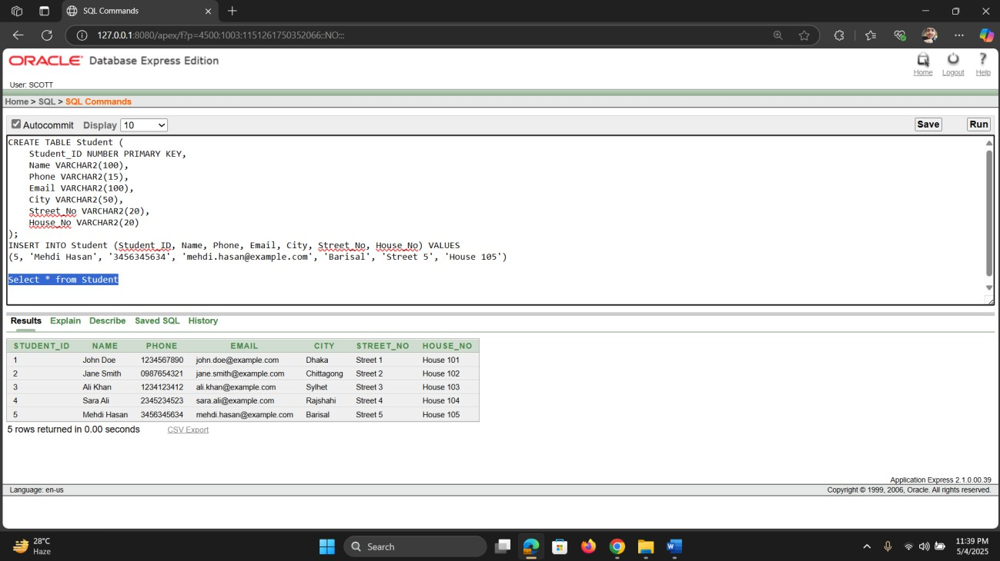 SQL Commands
127.0.0.1:8080/apex/f?p=4500:1003:1151261750352066::NO:::
ORACLE Database Express Edition
Home Logout Help
User: SCOTT
Home > SQL > SQL Commands
Autocommit Display 10 Save Run
CREATE TABLE Student (
Student_ID NUMBER PRIMARY KEY,
Name VARCHAR2(100),
Phone VARCHAR2(15),
Email VARCHAR2(100),
City VARCHAR2(50),
Street_No VARCHAR2(20),
House_No VARCHAR2(20)
);
INSERT INTO Student (Student_ID, Name, Phone, Email, City, Street_No, House_No) VALUES
(5, 'Mehdi Hasan', '3456345634', 'mehdi.hasan@example.com', 'Barisal', 'Street 5', 'House 105')
Select * from Student
Results Explain Describe Saved SQL History
STUDENT_ID NAME PHONE EMAIL CITY STREET_NO HOUSE_NO
1 John Doe 1234567890 john.doe@example.com Dhaka Street 1 House 101
2 Jane Smith 0987654321 jane.smith@example.com Chittagong Street 2 House 102
3 Ali Khan 1234123412 ali.khan@example.com Sylhet Street 3 House 103
4 Sara Ali 2345234523 sara.ali@example.com Rajshahi Street 4 House 104
5 Mehdi Hasan 3456345634 mehdi.hasan@example.com Barisal Street 5 House 105
5 rows returned in 0.00 seconds CSV Export
Application Express 2.1.0.00.39
Language: en-us Copyright © 1999, 2006, Oracle. All rights reserved.
28°C
Haze
Search
11:39 PM
5/4/2025